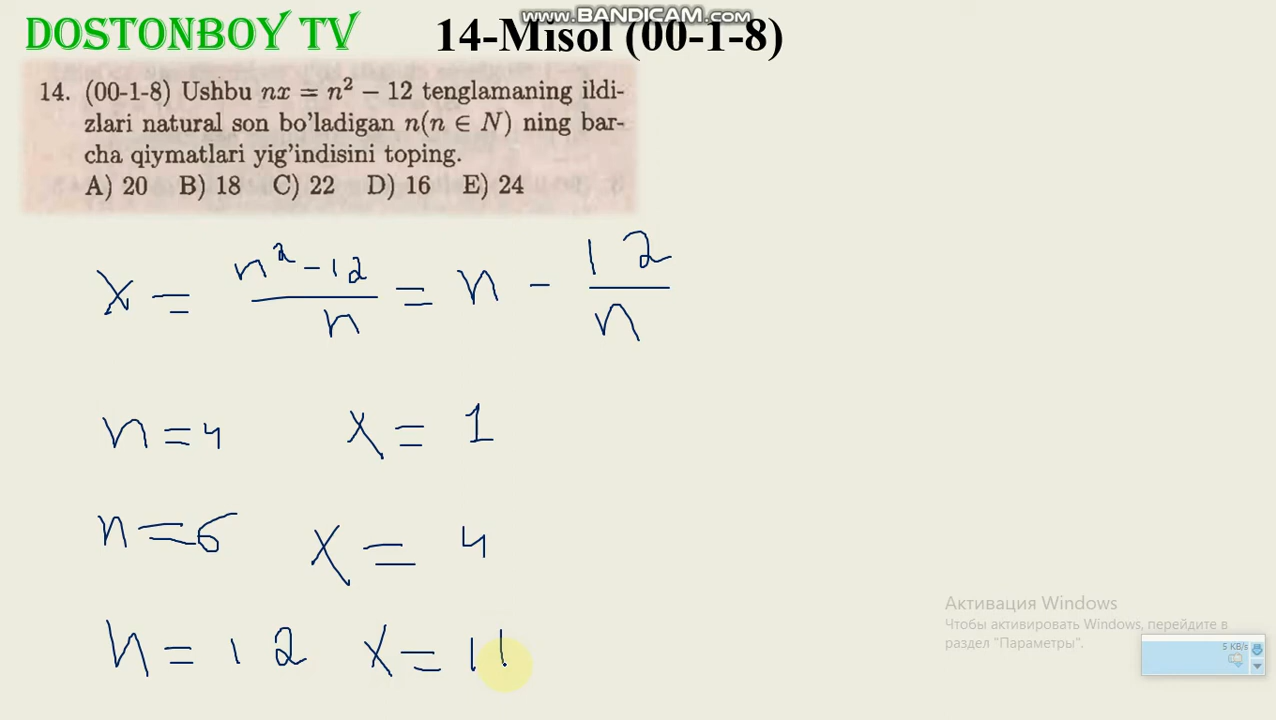 www.BANDICAM.com
DOSTONBOY TV
14-Misol (00-1-8)
14. (00-1-8) Ushbu nx = n² − 12 tenglamaning ildi-
zlari natural son bo'ladigan n(n ∈ N) ning bar-
cha qiymatlari yig'indisini toping.
A) 20 B) 18 C) 22 D) 16 E) 24
x = (n² − 12)/n = n − 12/n
n = 4 x = 1
n = 6 x = 4
n = 12 x = 11
Активация Windows
Чтобы активировать Windows, перейдите в
раздел "Параметры".
5 KB/s